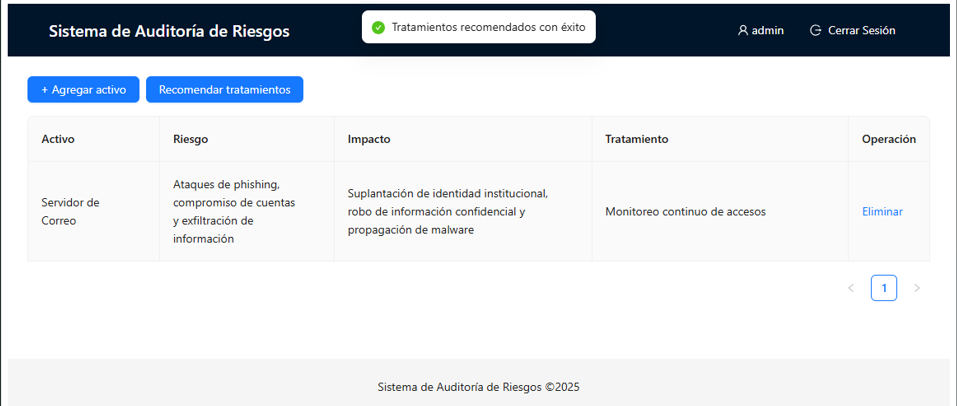 Sistema de Auditoría de Riesgos
Tratamientos recomendados con éxito
admin
Cerrar Sesión
+ Agregar activo
Recomendar tratamientos
Activo
Riesgo
Impacto
Tratamiento
Operación
Servidor de
Correo
Ataques de phishing,
compromiso de cuentas
y exfiltración de
información
Suplantación de identidad institucional,
robo de información confidencial y
propagación de malware
Monitoreo continuo de accesos
Eliminar
1
Sistema de Auditoría de Riesgos ©2025